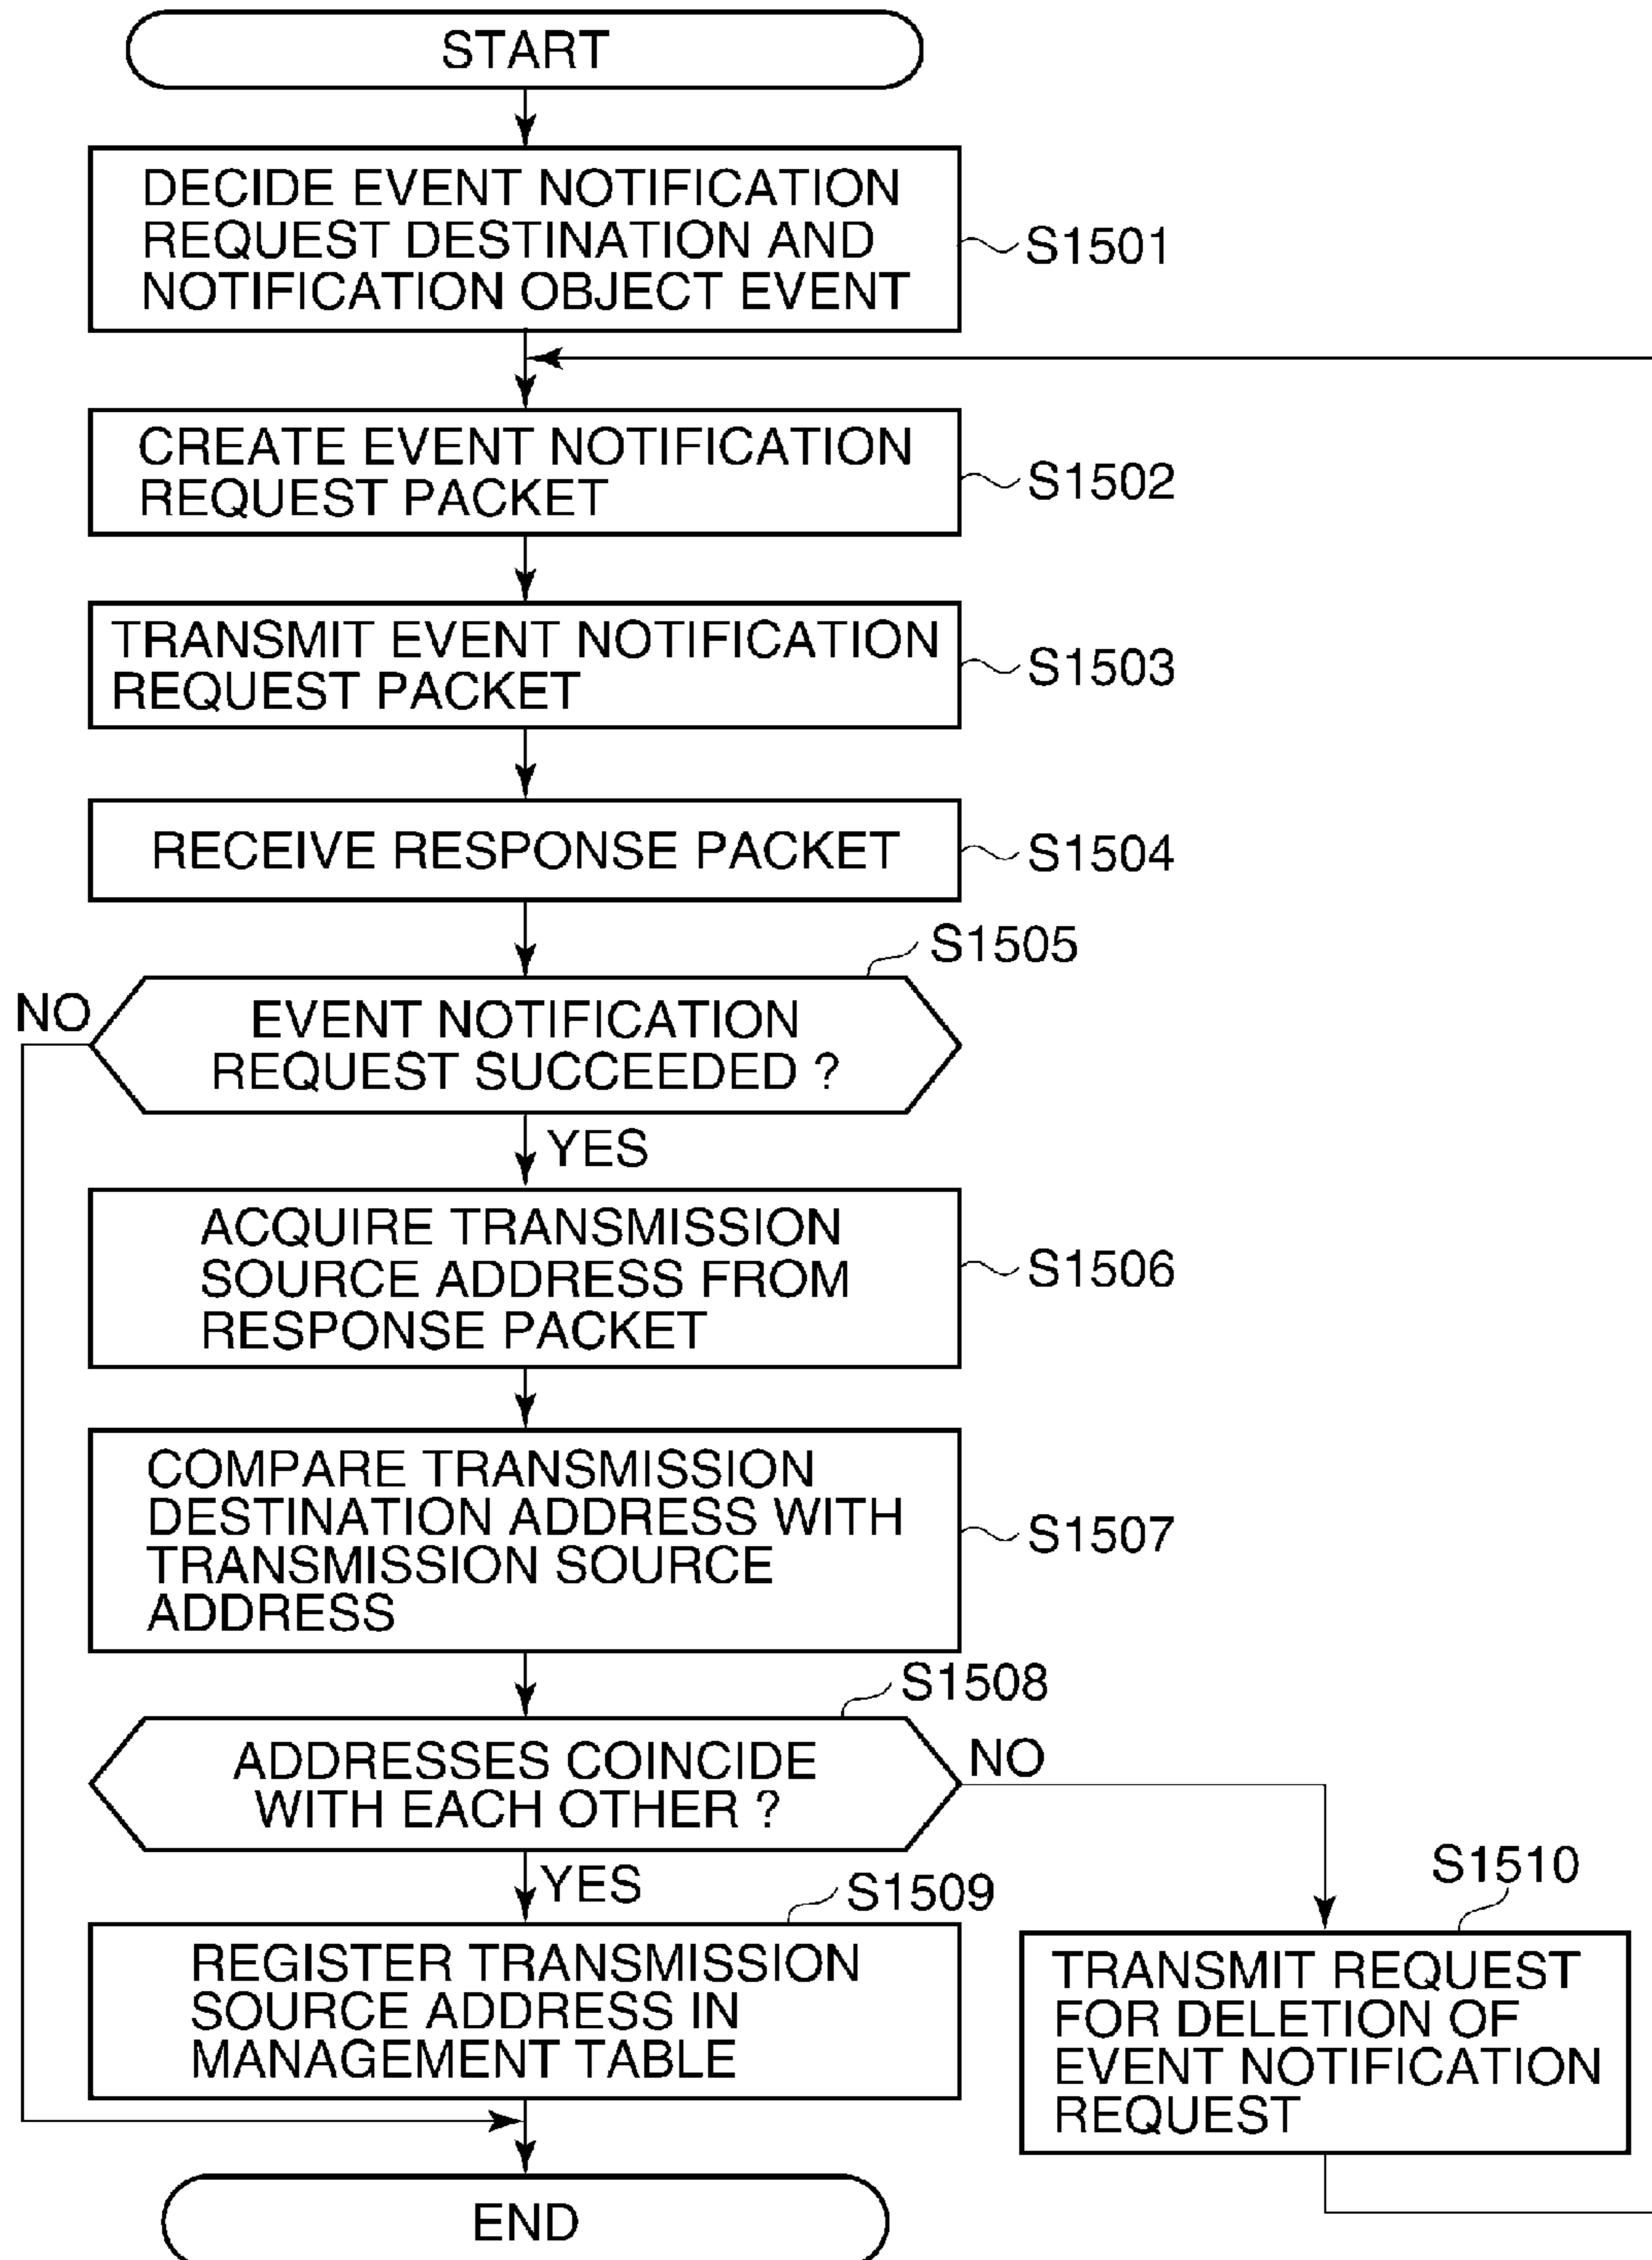 START
DECIDE EVENT NOTIFICATION
REQUEST DESTINATION AND
NOTIFICATION OBJECT EVENT
S1501
CREATE EVENT NOTIFICATION
REQUEST PACKET
S1502
TRANSMIT EVENT NOTIFICATION
REQUEST PACKET
S1503
RECEIVE RESPONSE PACKET
S1504
S1505
NO
EVENT NOTIFICATION
REQUEST SUCCEEDED ?
YES
ACQUIRE TRANSMISSION
SOURCE ADDRESS FROM
RESPONSE PACKET
S1506
COMPARE TRANSMISSION
DESTINATION ADDRESS WITH
TRANSMISSION SOURCE
ADDRESS
S1507
S1508
ADDRESSES COINCIDE
WITH EACH OTHER ?
NO
YES
S1509
REGISTER TRANSMISSION
SOURCE ADDRESS IN
MANAGEMENT TABLE
S1510
TRANSMIT REQUEST
FOR DELETION OF
EVENT NOTIFICATION
REQUEST
END